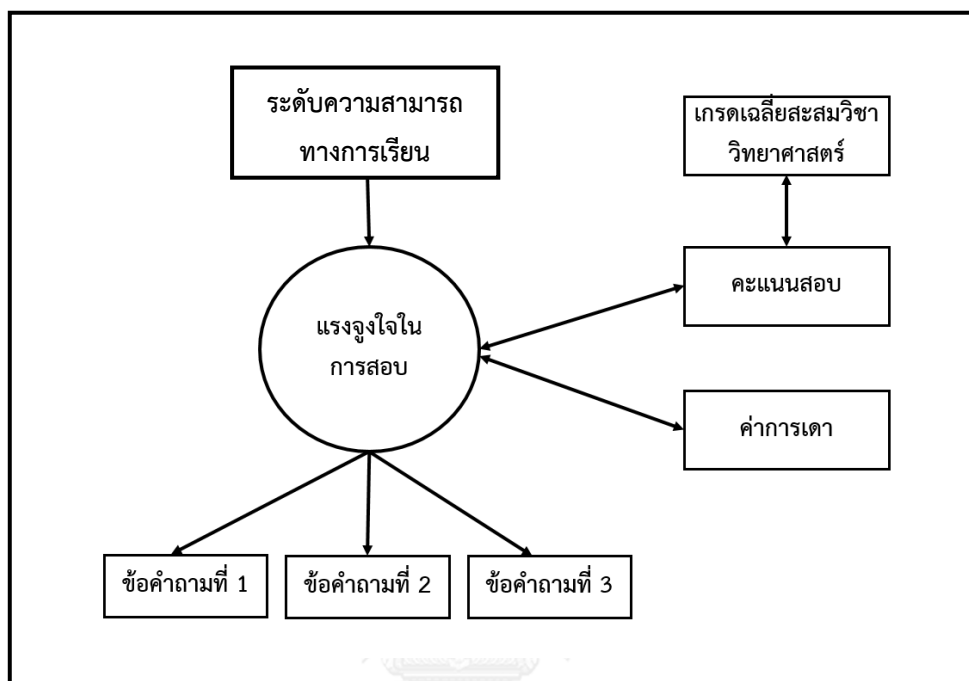 ระดับความสามารถ
ทางการเรียน
เกรดเฉลี่ยสะสมวิชา
วิทยาศาสตร์
คะแนนสอบ
แรงจูงใจใน
การสอบ
ค่าการเดา
ข้อคำถามที่ 1
ข้อคำถามที่ 2
ข้อคำถามที่ 3